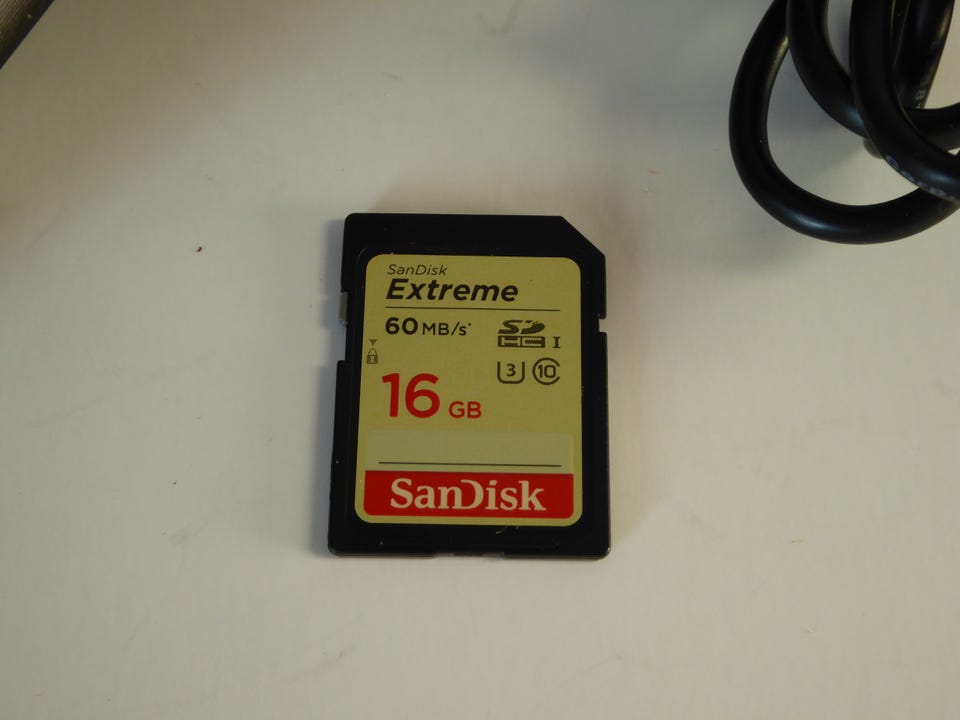 SanDisk
Extreme
60 MB/s*
SD
HC I
3 10
16 GB
SanDisk